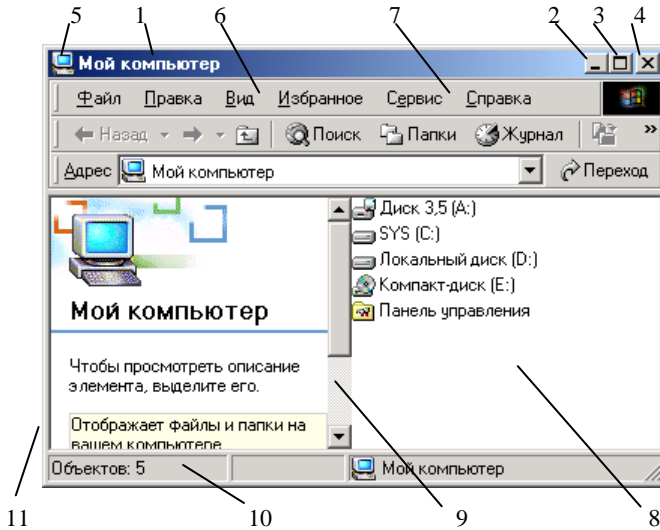 5 1 6 7 2 3 4
Мой компьютер
Файл Правка Вид Избранное Сервис Справка
Назад Поиск Папки Журнал »
Адрес Мой компьютер Переход
Диск 3,5 (A:)
SYS (C:)
Локальный диск (D:)
Компакт-диск (E:)
Панель управления
Мой компьютер
Чтобы просмотреть описание
элемента, выделите его.
Отображает файлы и папки на
вашем компьютере
Объектов: 5 Мой компьютер
11 10 9 8